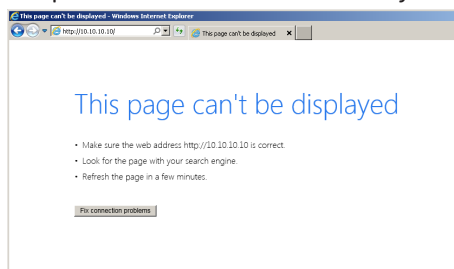 This page can't be displayed - Windows Internet Explorer
http://10.10.10.10/
This page can't be displayed
This page can't be displayed
• Make sure the web address http://10.10.10.10 is correct.
• Look for the page with your search engine.
• Refresh the page in a few minutes.
Fix connection problems